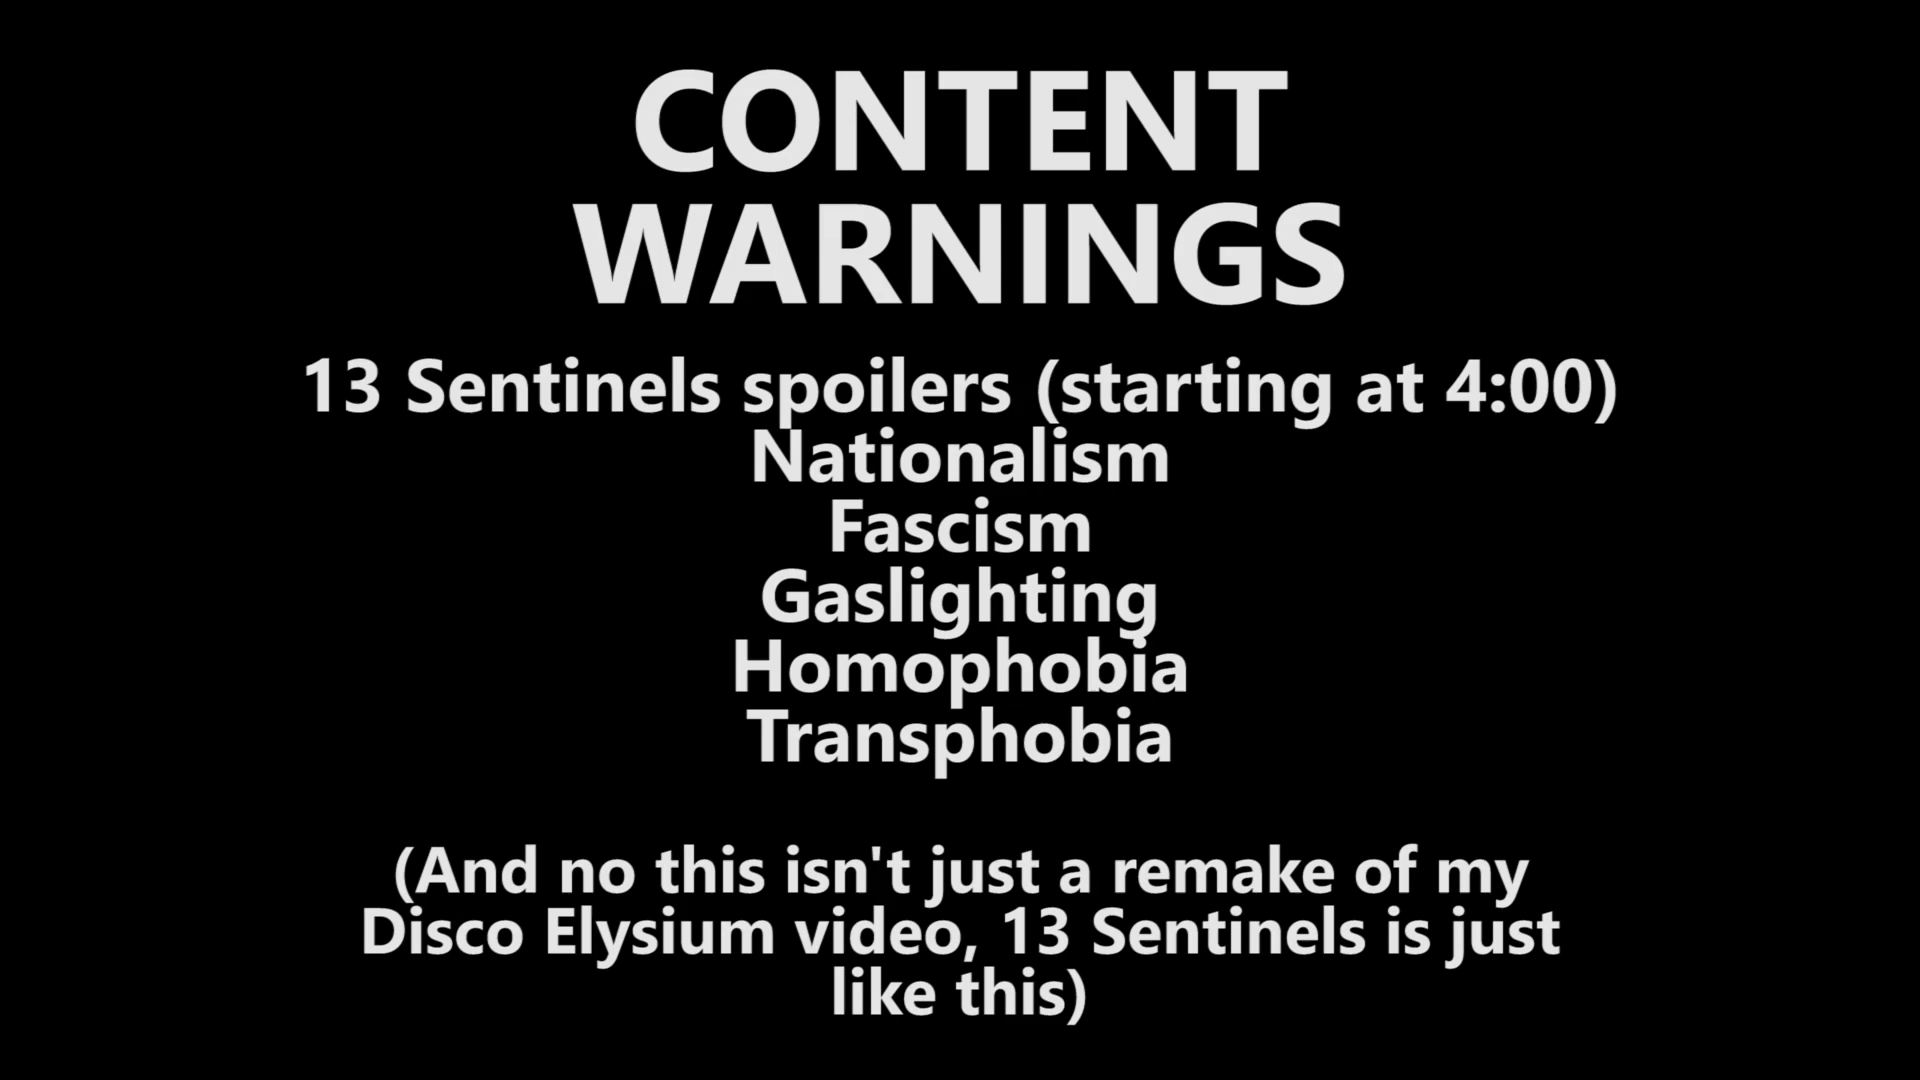 CONTENT
WARNINGS
13 Sentinels spoilers (starting at 4:00)
Nationalism
Fascism
Gaslighting
Homophobia
Transphobia
(And no this isn't just a remake of my
Disco Elysium video, 13 Sentinels is just
like this)